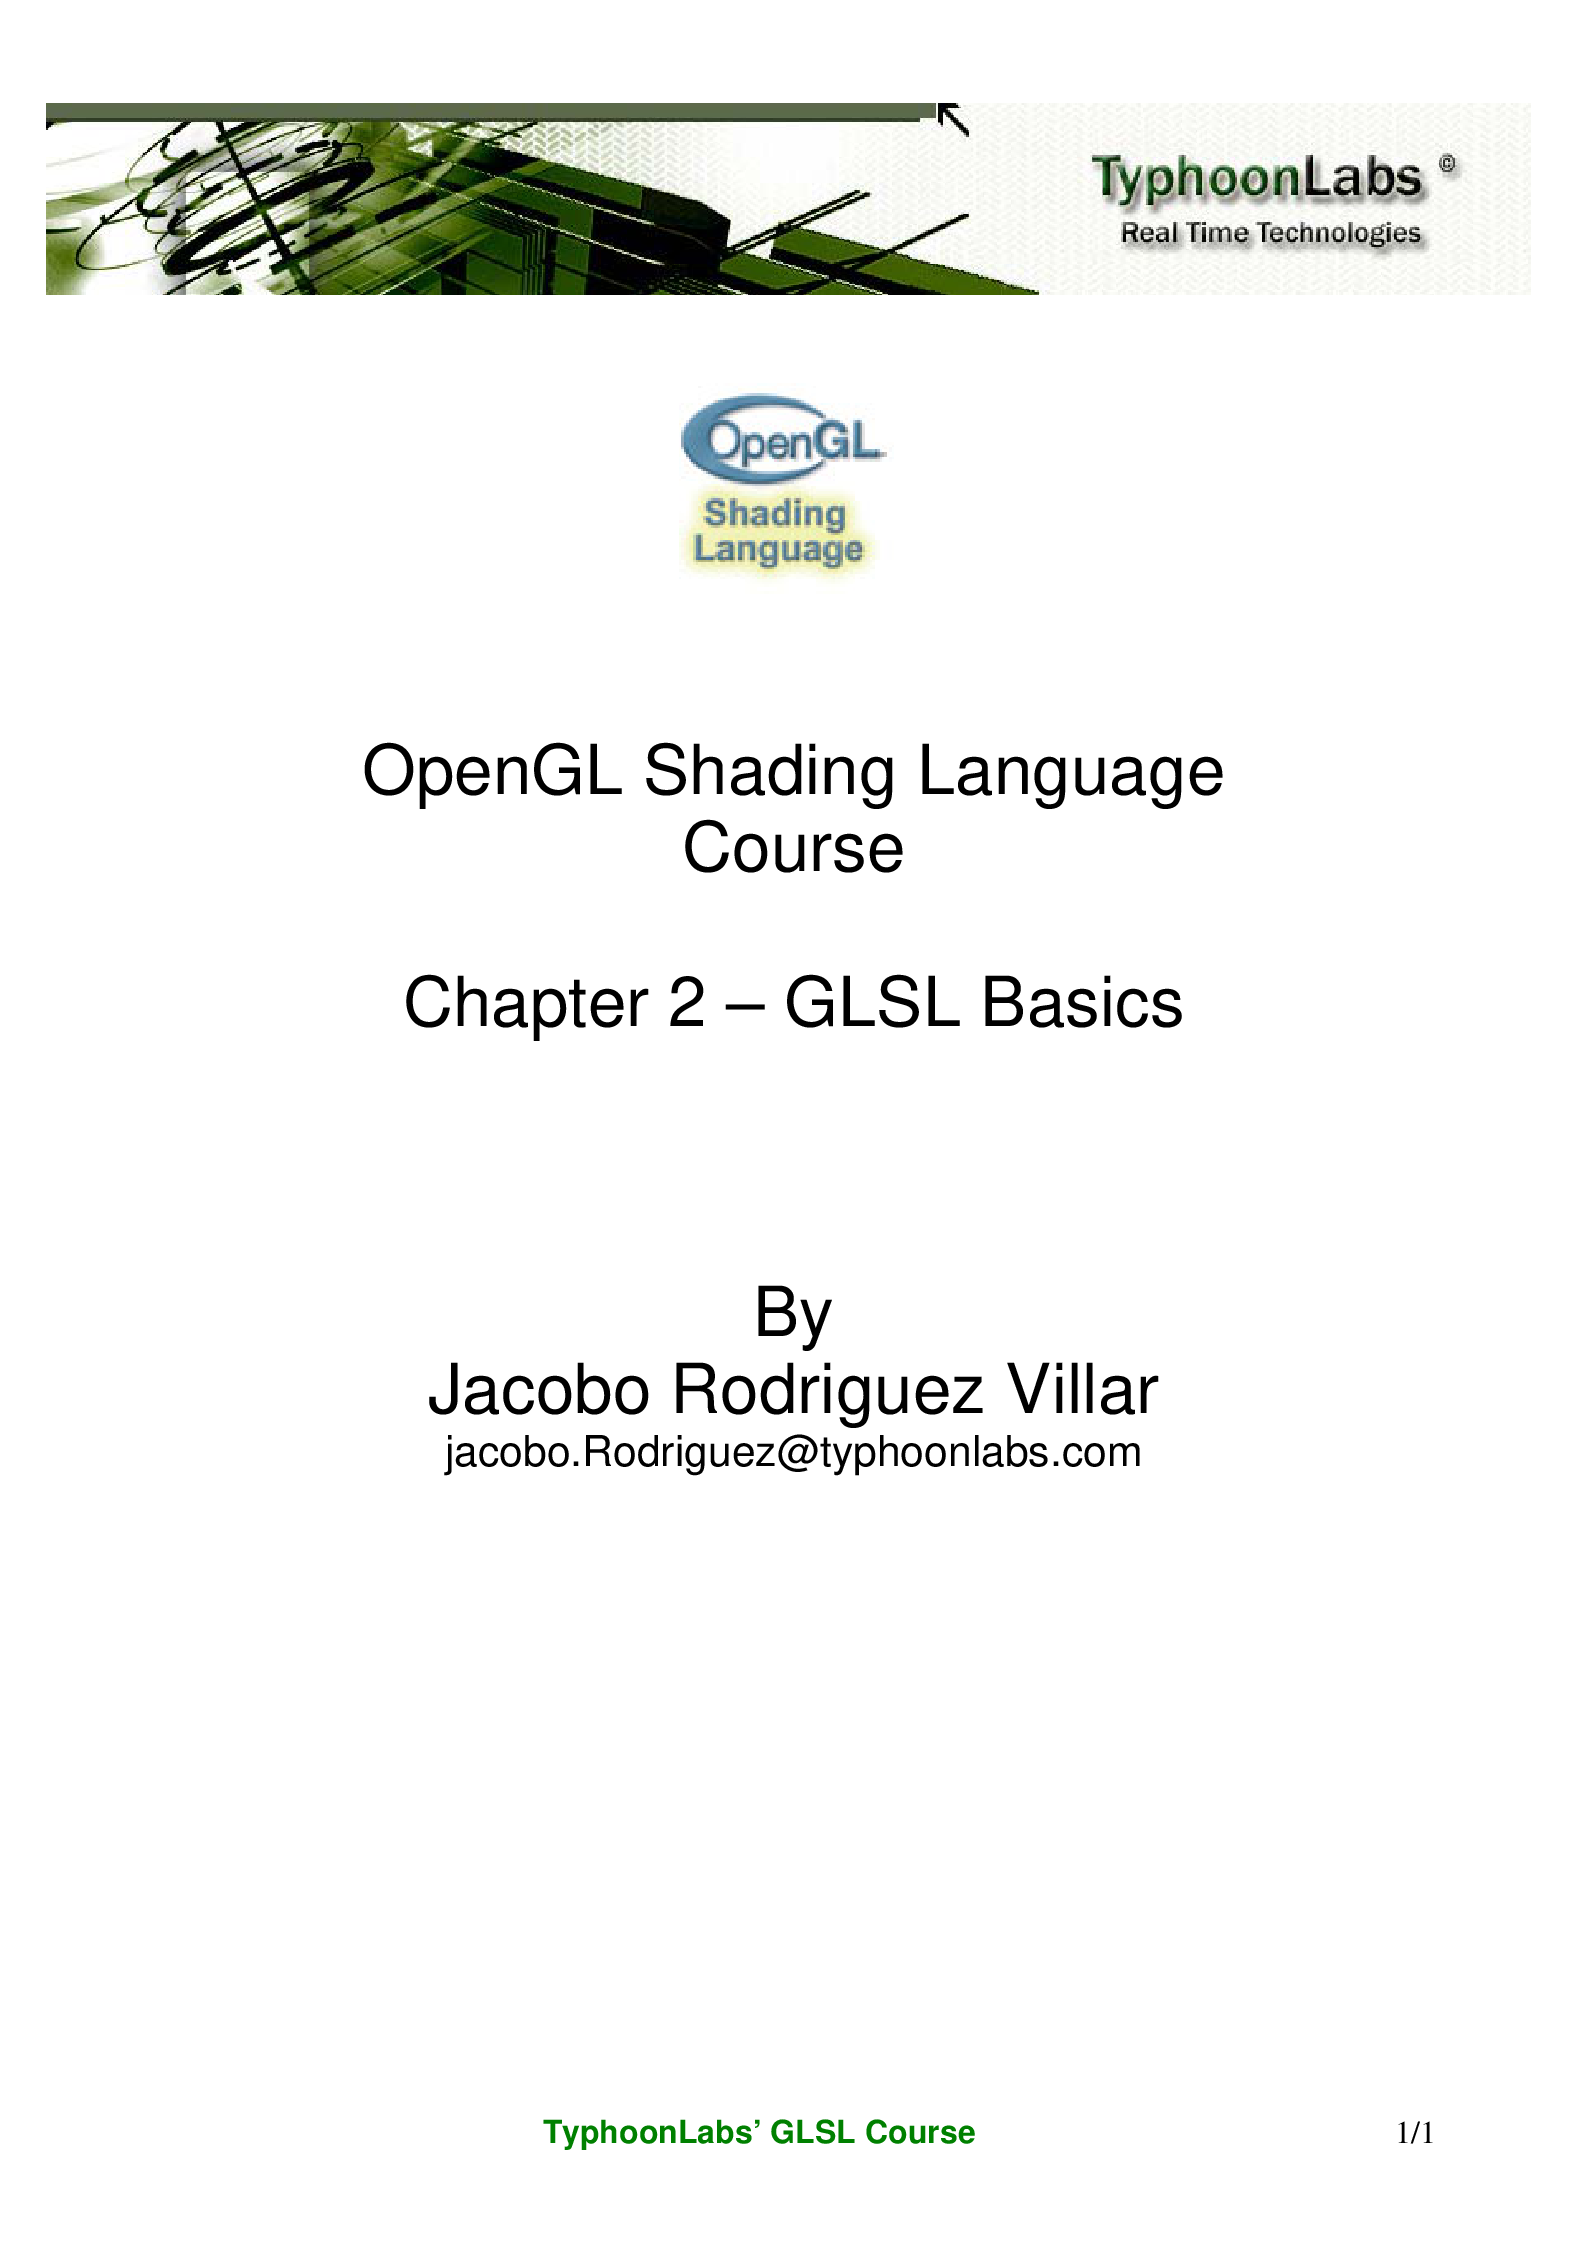 TyphoonLabs ©
Real Time Technologies
OpenGL
Shading
Language
OpenGL Shading Language
Course
Chapter 2 – GLSL Basics
By
Jacobo Rodriguez Villar
jacobo.Rodriguez@typhoonlabs.com
TyphoonLabs’ GLSL Course 1/1